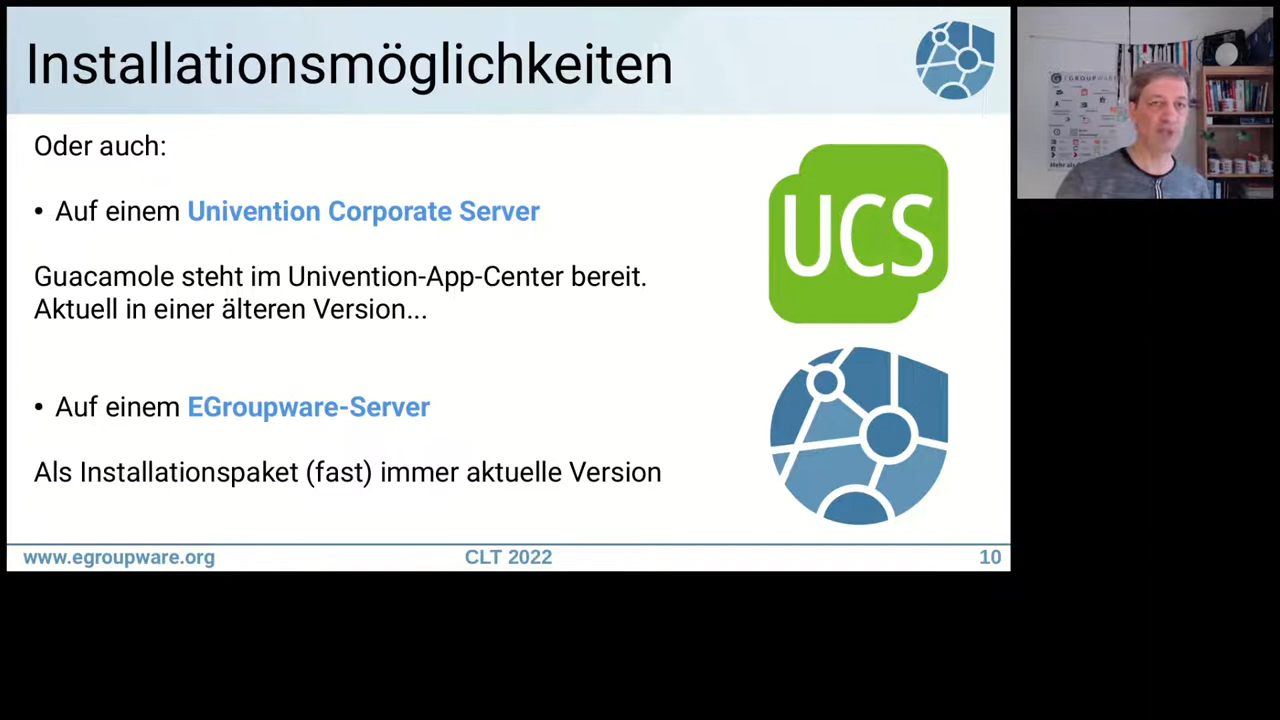 Installationsmöglichkeiten
Oder auch:
• Auf einem Univention Corporate Server
Guacamole steht im Univention-App-Center bereit.
Aktuell in einer älteren Version...
• Auf einem EGroupware-Server
Als Installationspaket (fast) immer aktuelle Version
UCS
www.egroupware.org
CLT 2022
10
EGROUPWARE